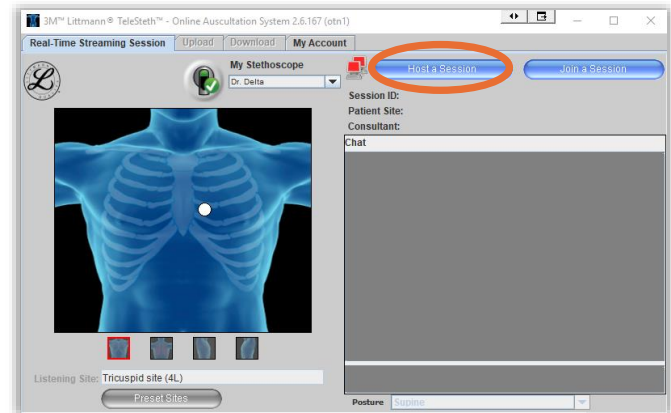 3M™ Littmann® TeleSteth™ - Online Auscultation System 2.6.167 (otn1)
Real-Time Streaming Session Upload Download My Account
My Stethoscope
Dr. Delta
Host a Session Join a Session
Session ID:
Patient Site:
Consultant:
Chat
Listening Site: Tricuspid site (4L)
Preset Sites
Posture Supine